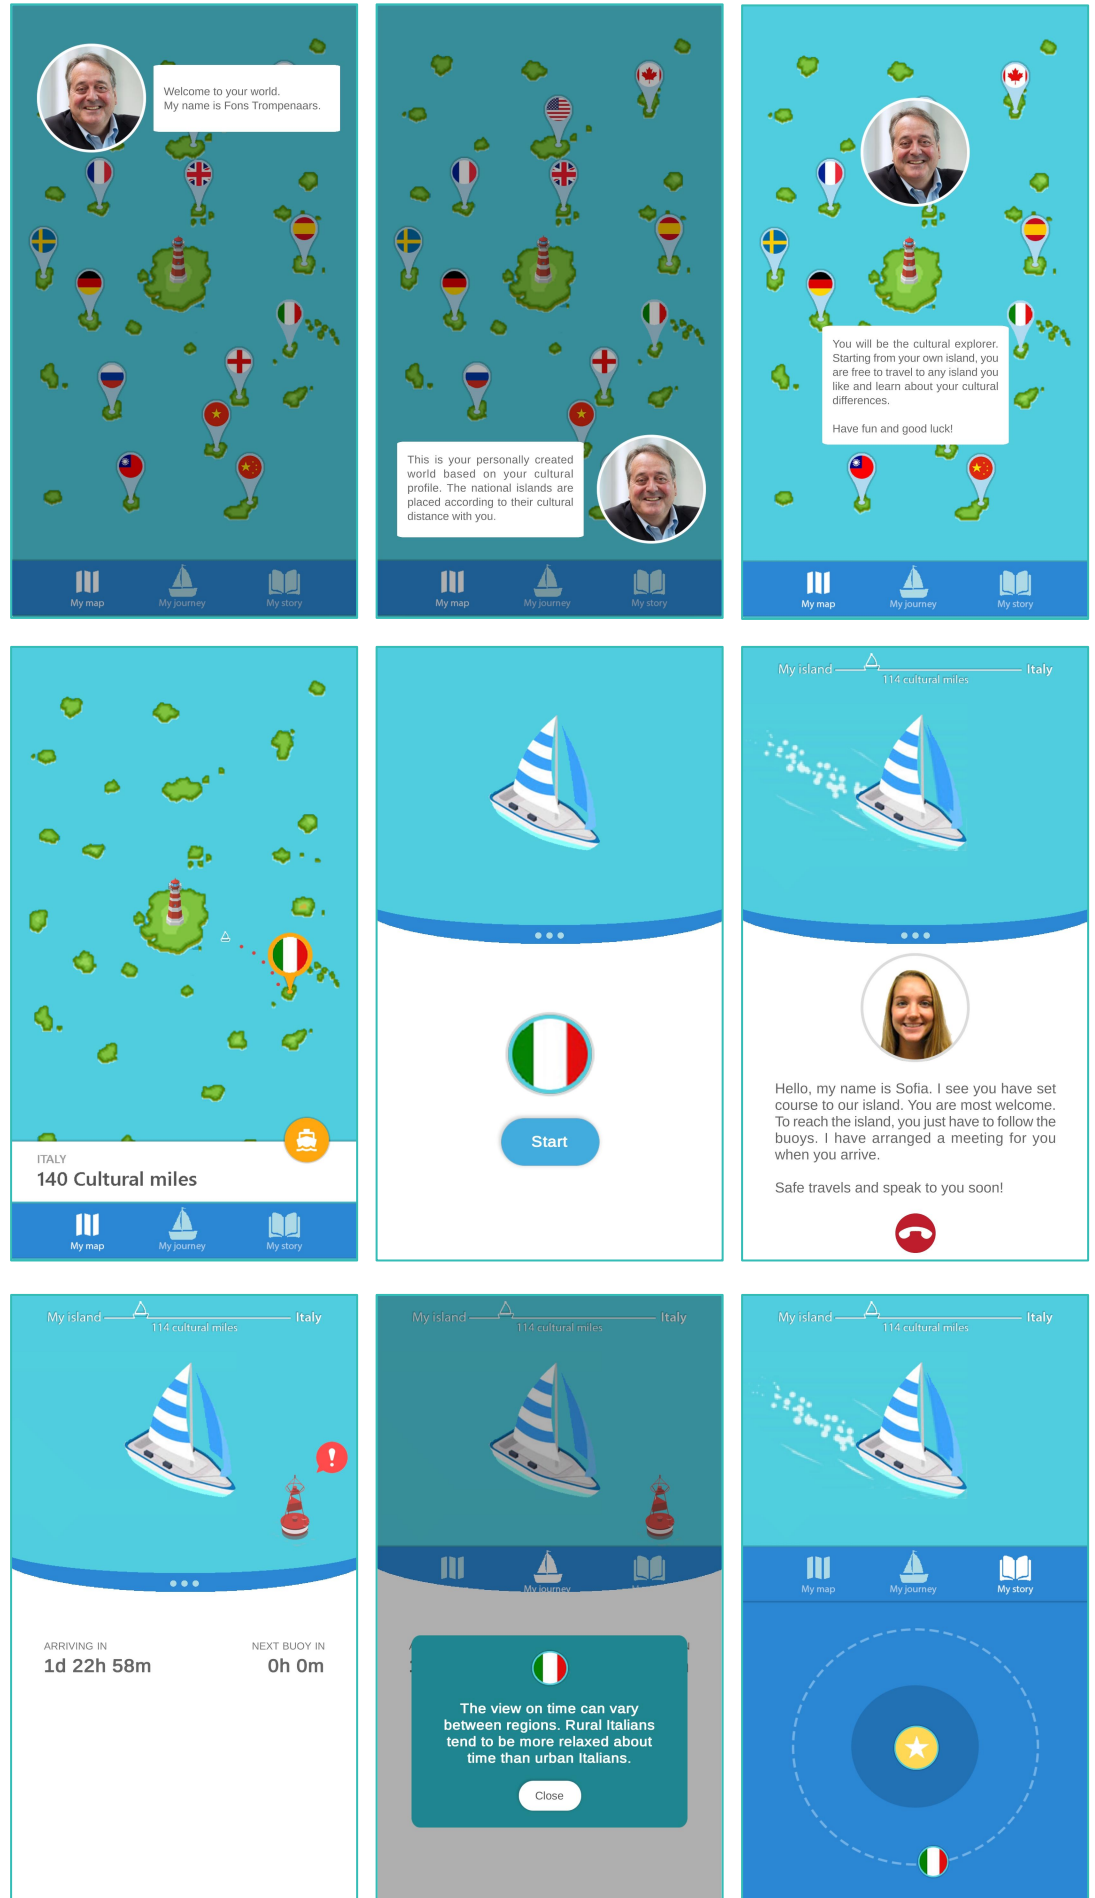 Welcome to your world.
My name is Fons Trompenaars.
My map
My journey
My story
This is your personally created
world based on your cultural
profile. The national islands are
placed according to their cultural
distance with you.
My map
My journey
My story
You will be the cultural explorer.
Starting from your own island, you
are free to travel to any island you
like and learn about your cultural
differences.
Have fun and good luck!
My map
My journey
My story
ITALY
140 Cultural miles
My map
My journey
My story
Start
My island
Italy
114 cultural miles
Hello, my name is Sofia. I see you have set
course to our island. You are most welcome.
To reach the island, you just have to follow the
buoys. I have arranged a meeting for you
when you arrive.
Safe travels and speak to you soon!
My island
Italy
114 cultural miles
ARRIVING IN
1d 22h 58m
NEXT BUOY IN
0h 0m
My island
Italy
114 cultural miles
My journey
The view on time can vary
between regions. Rural Italians
tend to be more relaxed about
time than urban Italians.
Close
My island
Italy
114 cultural miles
My map
My journey
My story